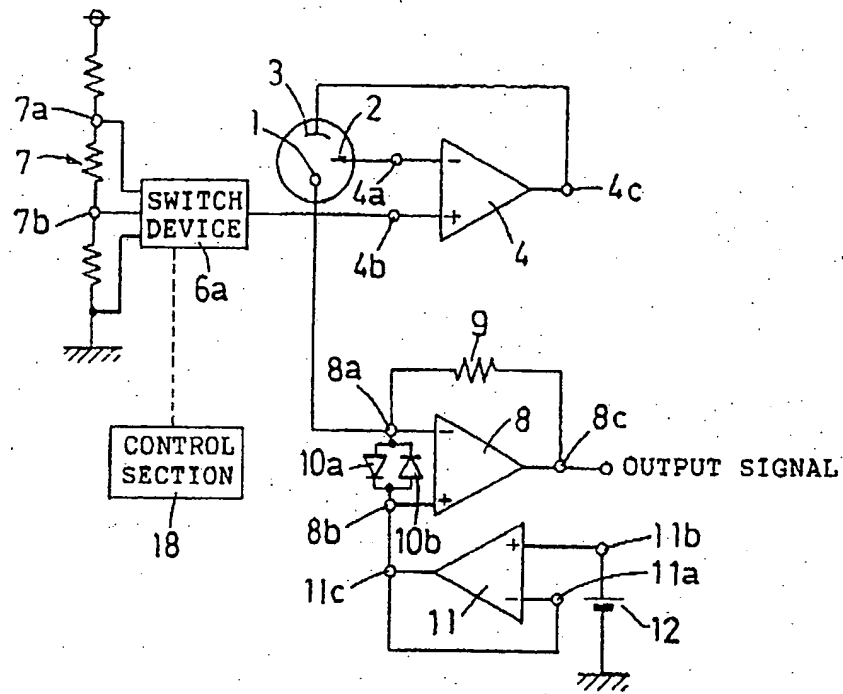 3
1
2
7a
7
7b
SWITCH
DEVICE
6a
4a
4b
4
4c
9
8a
8
8c
10a
10b
8b
OUTPUT SIGNAL
CONTROL
SECTION
18
11c
11
11b
11a
12